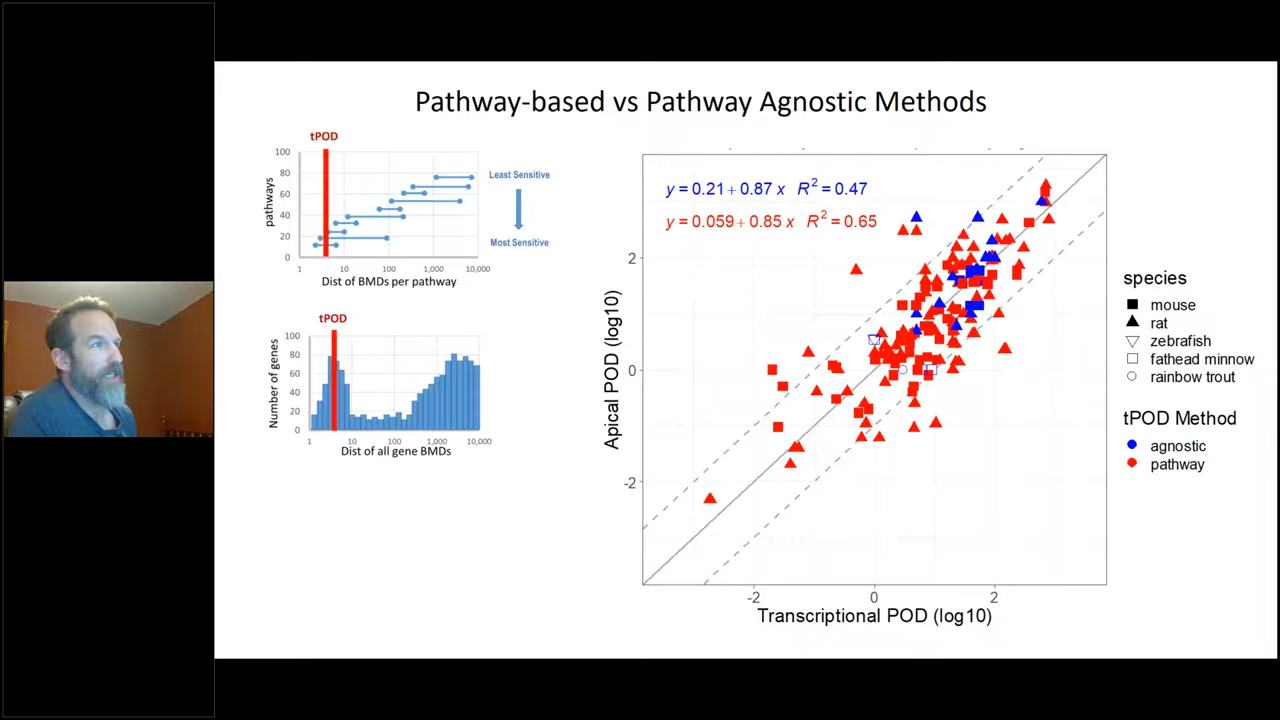 Pathway-based vs Pathway Agnostic Methods
tPOD
100
80
60
40
20
0
pathways
1 10 100 1,000 10,000
Dist of BMDs per pathway
Least Sensitive
Most Sensitive
tPOD
100
80
60
40
20
0
Number of genes
1 10 100 1,000 10,000
Dist of all gene BMDs
y = 0.21 + 0.87 x R² = 0.47
y = 0.059 + 0.85 x R² = 0.65
2
0
-2
Apical POD (log10)
-2 0 2
Transcriptional POD (log10)
species
mouse
rat
zebrafish
fathead minnow
rainbow trout
tPOD Method
agnostic
pathway